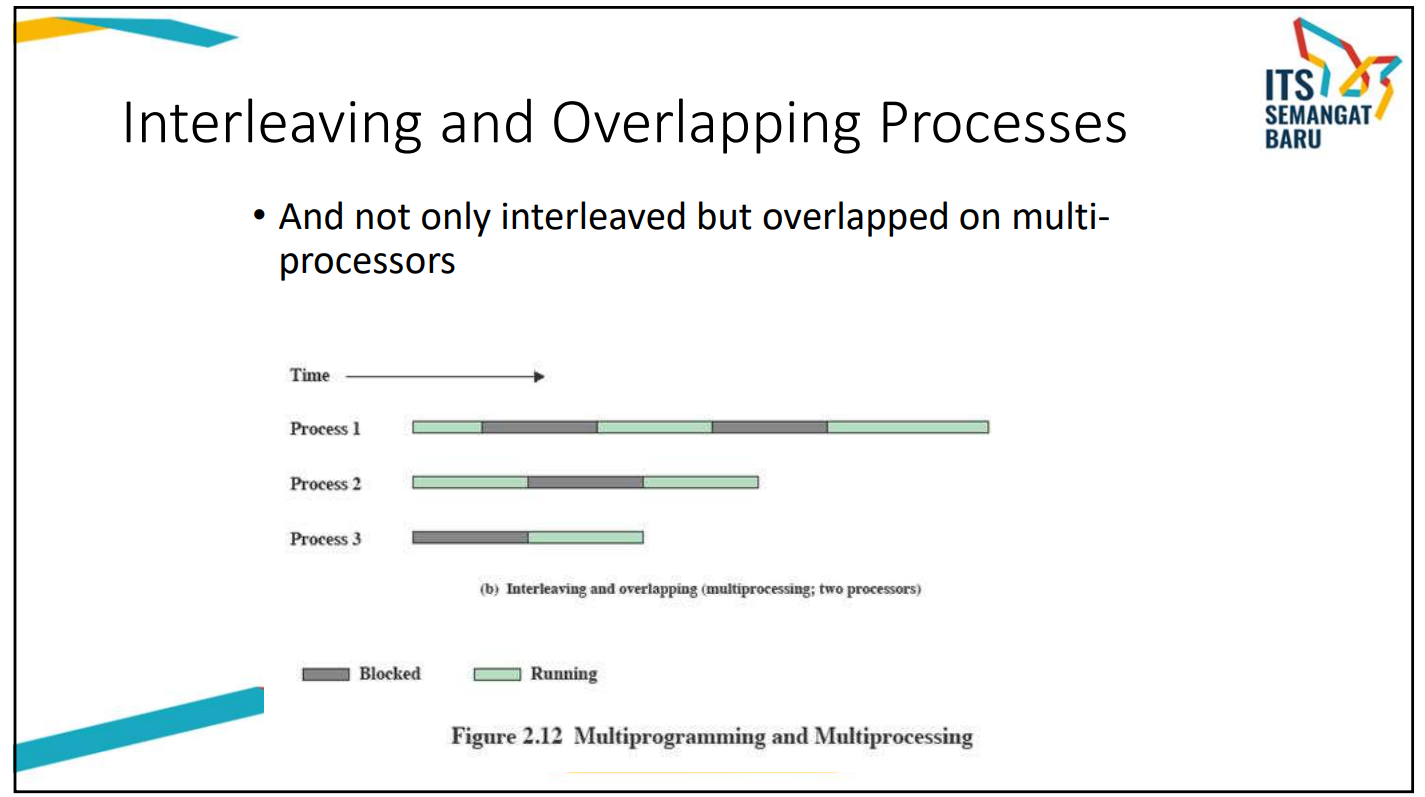 ITS
SEMANGAT
BARU
Interleaving and Overlapping Processes
• And not only interleaved but overlapped on multi-
processors
Time
Process 1
Process 2
Process 3
(b) Interleaving and overlapping (multiprocessing; two processors)
Blocked Running
Figure 2.12 Multiprogramming and Multiprocessing